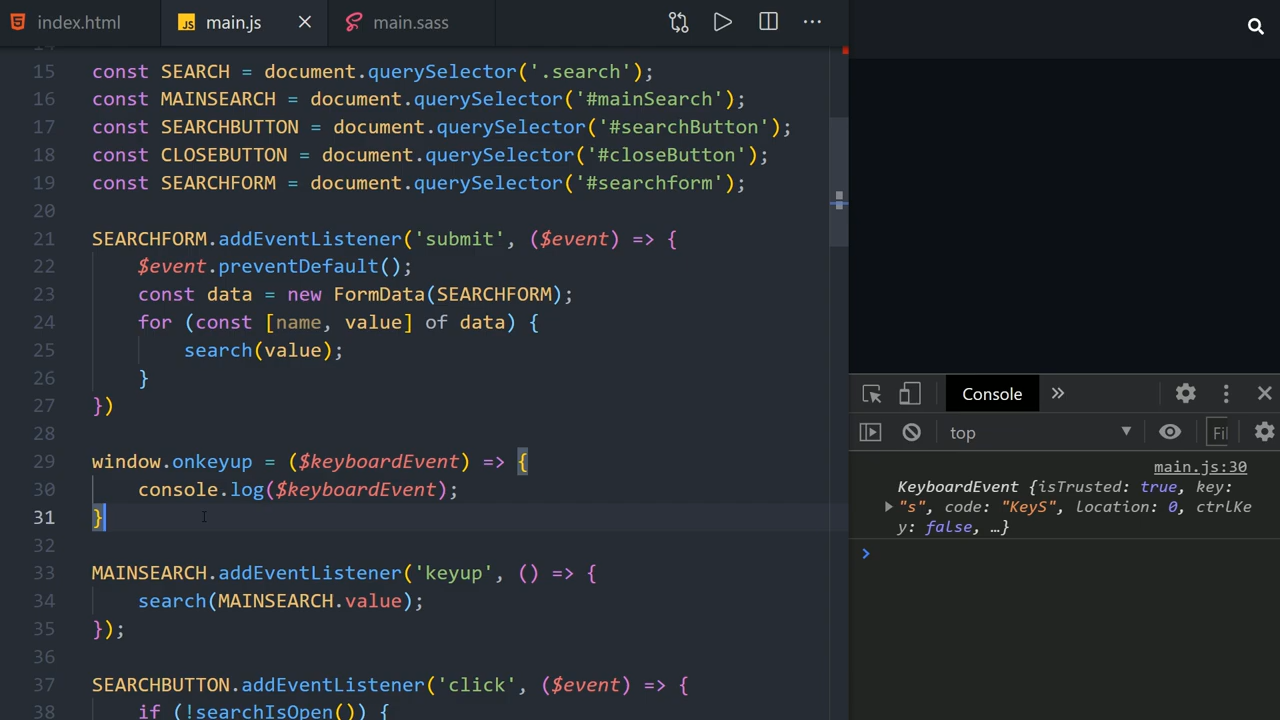 index.html
main.js
main.sass
15 const SEARCH = document.querySelector('.search');
16 const MAINSEARCH = document.querySelector('#mainSearch');
17 const SEARCHBUTTON = document.querySelector('#searchButton');
18 const CLOSEBUTTON = document.querySelector('#closeButton');
19 const SEARCHFORM = document.querySelector('#searchform');
20
21 SEARCHFORM.addEventListener('submit', ($event) => {
22 $event.preventDefault();
23 const data = new FormData(SEARCHFORM);
24 for (const [name, value] of data) {
25 search(value);
26 }
27 })
28
29 window.onkeyup = ($keyboardEvent) => {
30 console.log($keyboardEvent);
31 }
32
33 MAINSEARCH.addEventListener('keyup', () => {
34 search(MAINSEARCH.value);
35 });
36
37 SEARCHBUTTON.addEventListener('click', ($event) => {
38 if (!searchIsOpen()) {
Console
top
Fil
main.js:30
KeyboardEvent {isTrusted: true, key:
"s", code: "KeyS", location: 0, ctrlKe
y: false, …}